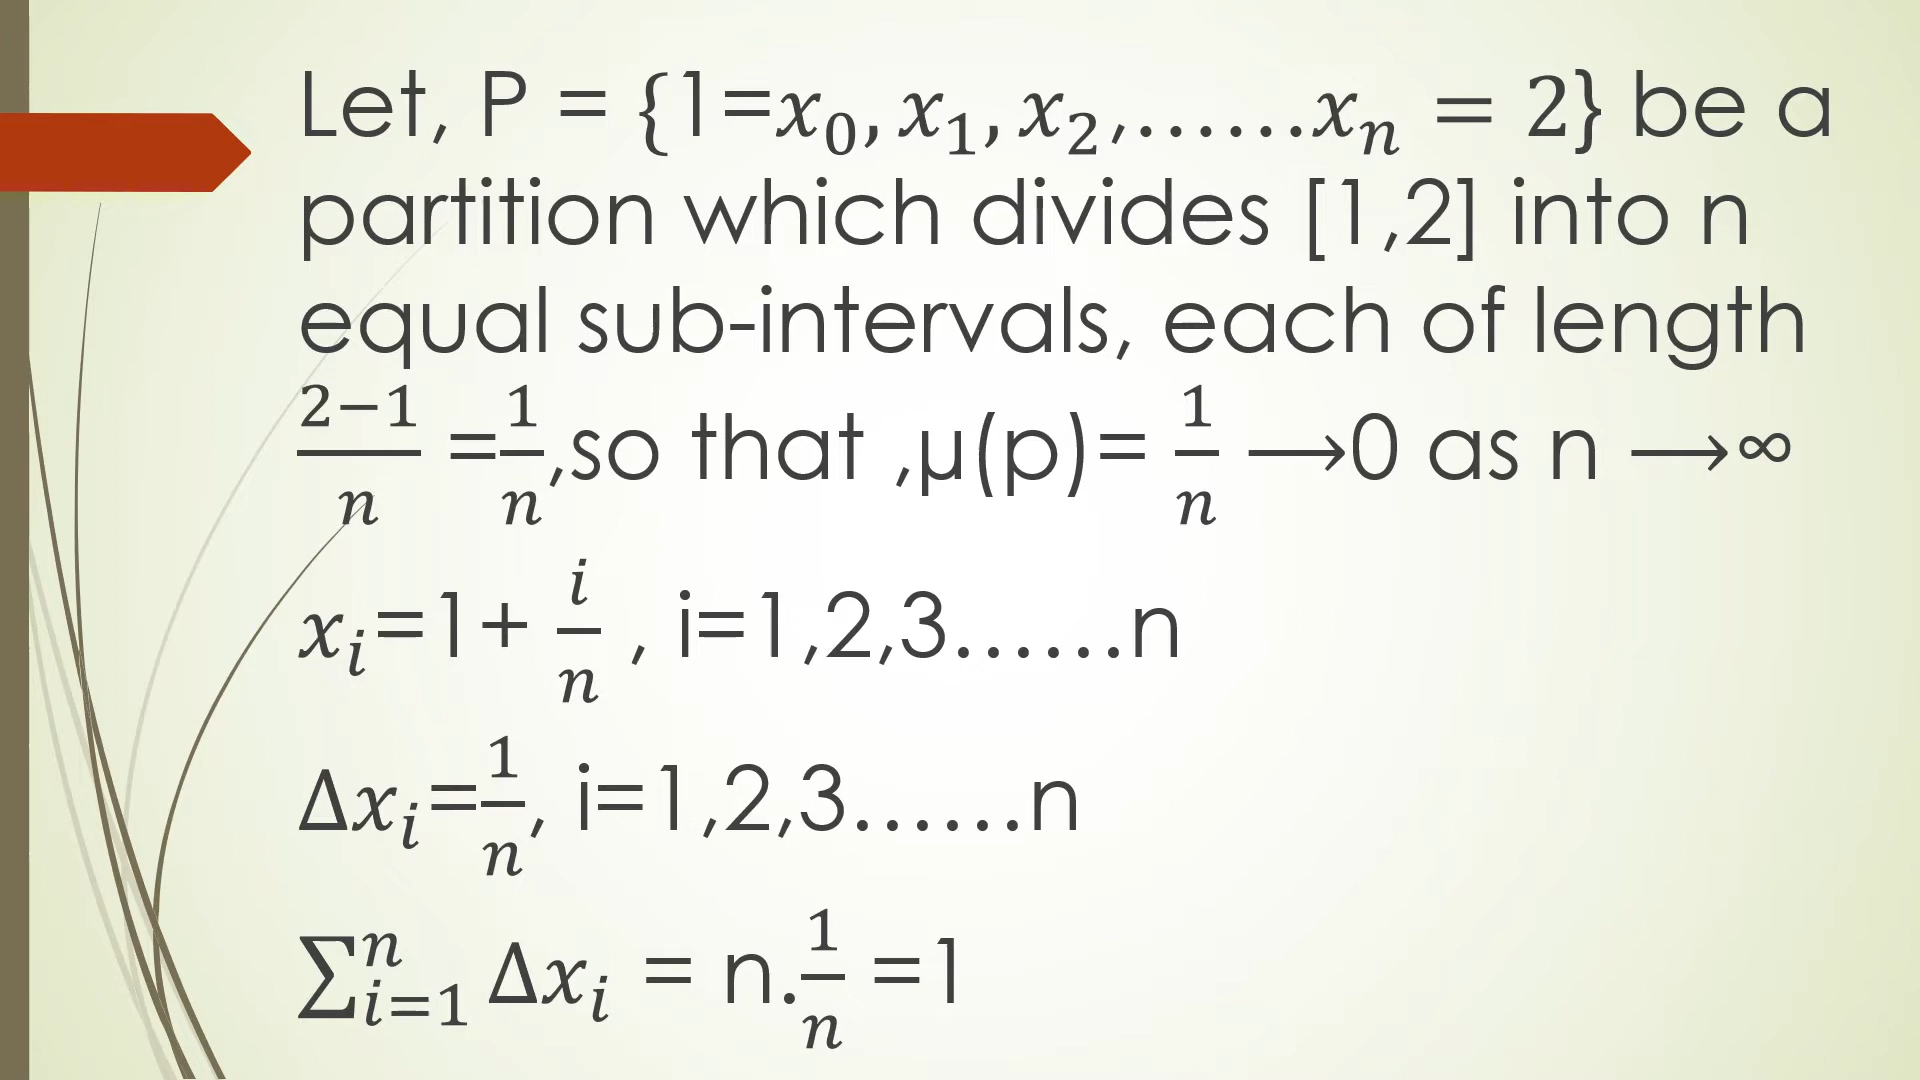 Let, P = {1=𝑥₀, 𝑥₁, 𝑥₂,……𝑥ₙ = 2} be a
partition which divides [1,2] into n
equal sub-intervals, each of length
(2−1)/𝑛 =1/𝑛,so that ,μ(p)= 1/𝑛 ⟶0 as n ⟶∞
𝑥ᵢ=1+ 𝑖/𝑛 , i=1,2,3……n
Δ𝑥ᵢ=1/𝑛, i=1,2,3……n
∑ⁿᵢ₌₁ Δ𝑥ᵢ = n.1/𝑛 =1